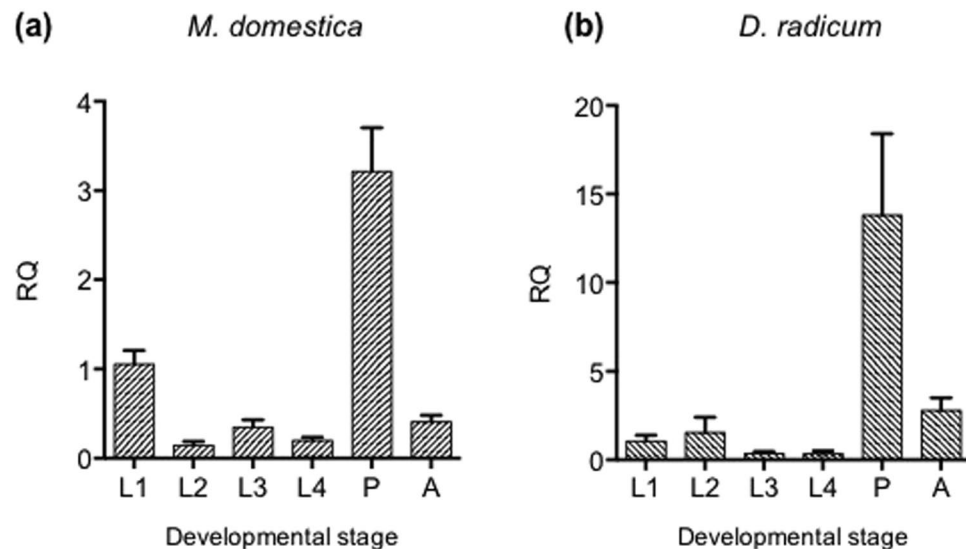 (a) M. domestica
4
3
2
1
0
RQ
L1 L2 L3 L4 P A
Developmental stage
(b) D. radicum
20
15
10
5
0
RQ
L1 L2 L3 L4 P A
Developmental stage